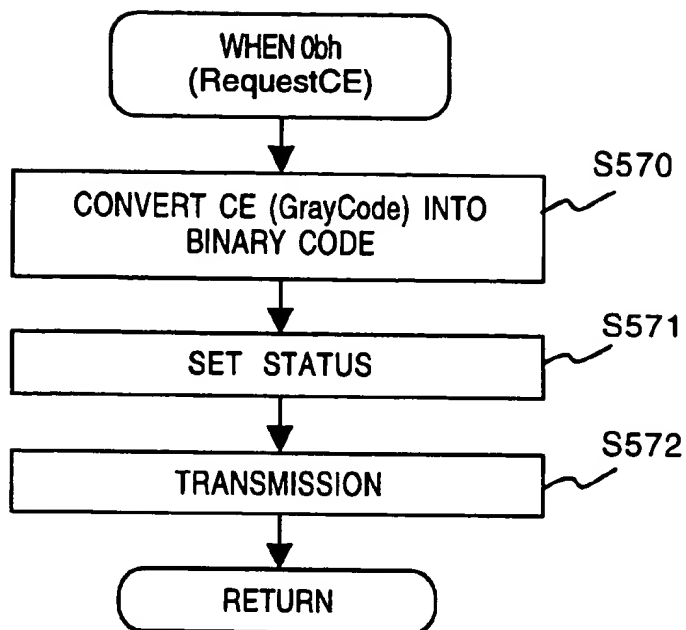 WHEN 0bh
(RequestCE)
S570
CONVERT CE (GrayCode) INTO
BINARY CODE
S571
SET STATUS
S572
TRANSMISSION
RETURN